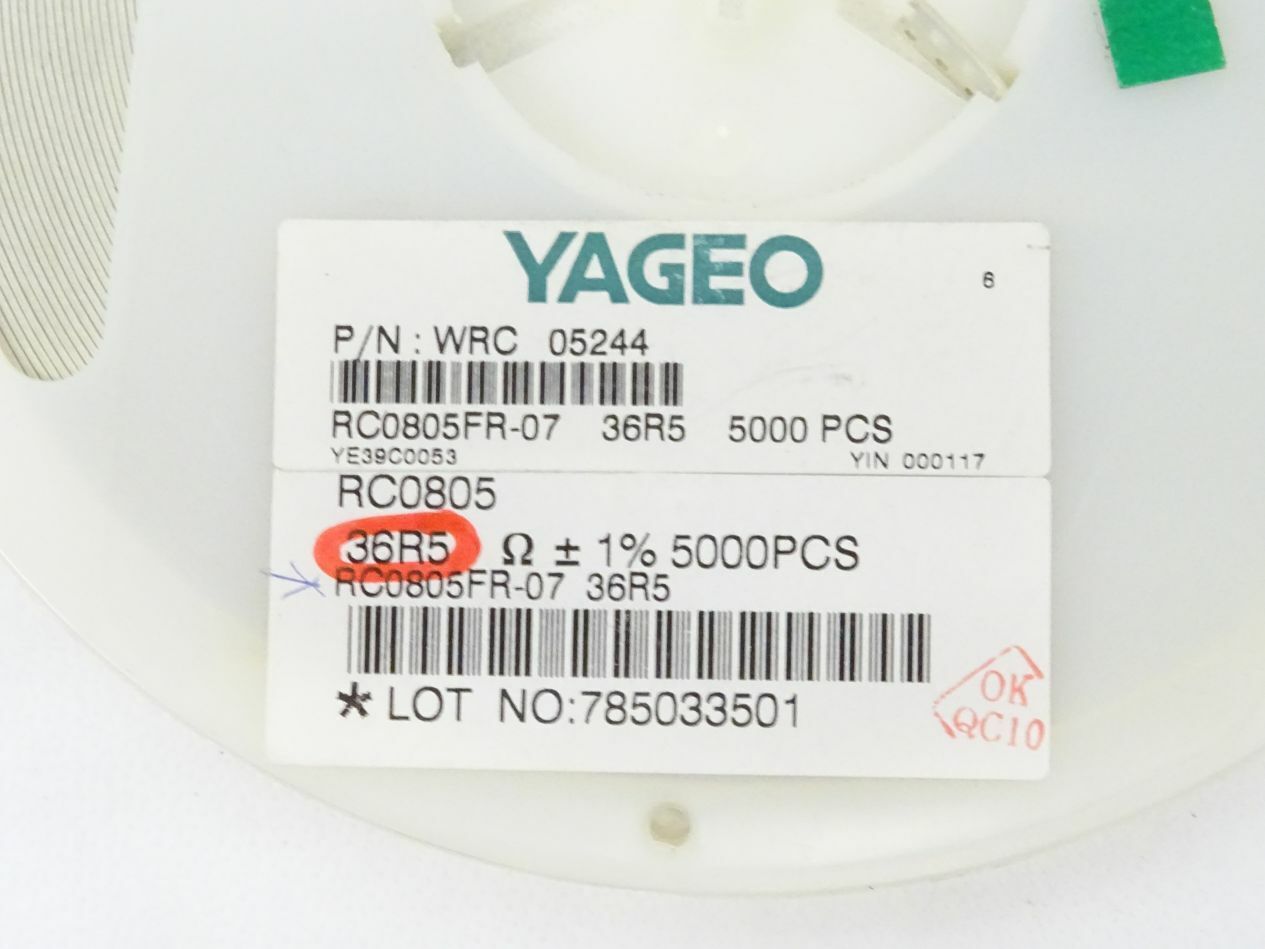 YAGEO
6
P/N : WRC 05244
RC0805FR-07 36R5 5000 PCS
YE39C0053 YIN 000117
RC0805
36R5 Ω ± 1% 5000PCS
RC0805FR-07 36R5
* LOT NO:785033501
OK
QC10